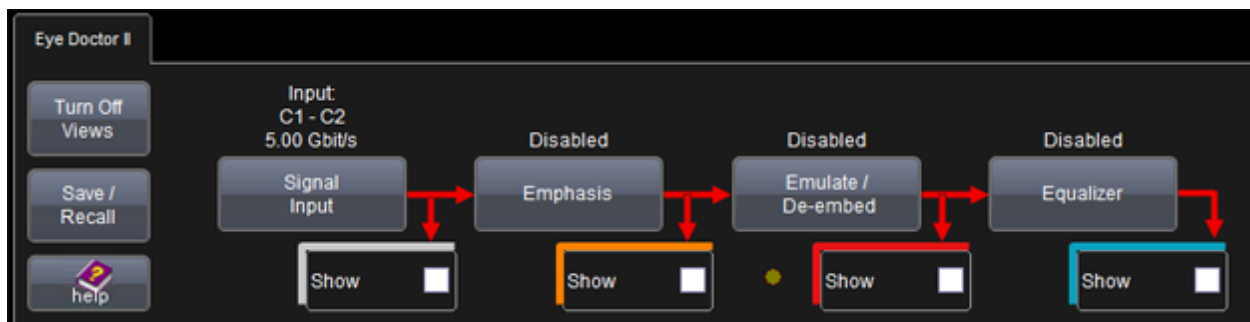 Eye Doctor II
Turn Off
Views
Save /
Recall
help
Input:
C1 - C2
5.00 Gbit/s
Signal
Input
Show
Disabled
Emphasis
Show
Disabled
Emulate /
De-embed
Show
Disabled
Equalizer
Show